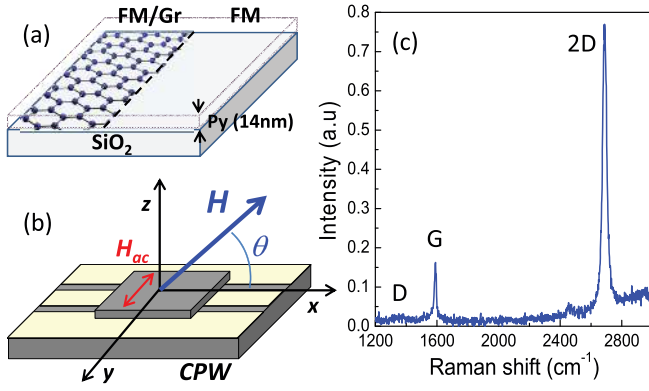 (a)
FM/Gr
FM
Py (14nm)
SiO2
(b)
z
H
Hac
θ
x
y
CPW
(c)
2D
G
D
Intensity (a.u)
0.8
0.7
0.6
0.5
0.4
0.3
0.2
0.1
0.0
1200 1600 2000 2400 2800
Raman shift (cm-1)